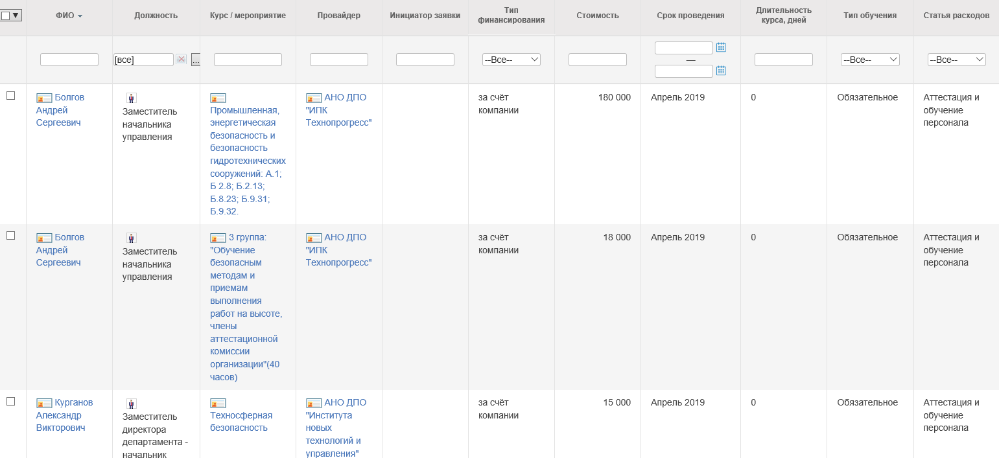 ФИО
Должность
Курс / мероприятие
Провайдер
Инициатор заявки
Тип
финансирования
Стоимость
Срок проведения
Длительность
курса, дней
Тип обучения
Статья расходов
[все]
...
--Все--
—
--Все--
--Все--
Болгов
Андрей
Сергеевич
Заместитель
начальника
управления
Промышленная,
энергетическая
безопасность и
безопасность
гидротехнических
сооружений: А.1;
Б 2.8; Б.2.13;
Б.8.23; Б.9.31;
Б.9.32.
АНО ДПО
"ИПК
Технопрогресс"
за счёт
компании
180 000
Апрель 2019
0
Обязательное
Аттестация и
обучение
персонала
Болгов
Андрей
Сергеевич
Заместитель
начальника
управления
3 группа:
"Обучение
безопасным
методам и
приемам
выполнения
работ на высоте,
члены
аттестационной
комиссии
организации"(40
часов)
АНО ДПО
"ИПК
Технопрогресс"
за счёт
компании
18 000
Апрель 2019
0
Обязательное
Аттестация и
обучение
персонала
Курганов
Александр
Викторович
Заместитель
директора
департамента -
начальник
Техносферная
безопасность
АНО ДПО
"Института
новых
технологий и
управления"
за счёт
компании
15 000
Апрель 2019
0
Обязательное
Аттестация и
обучение
персонала